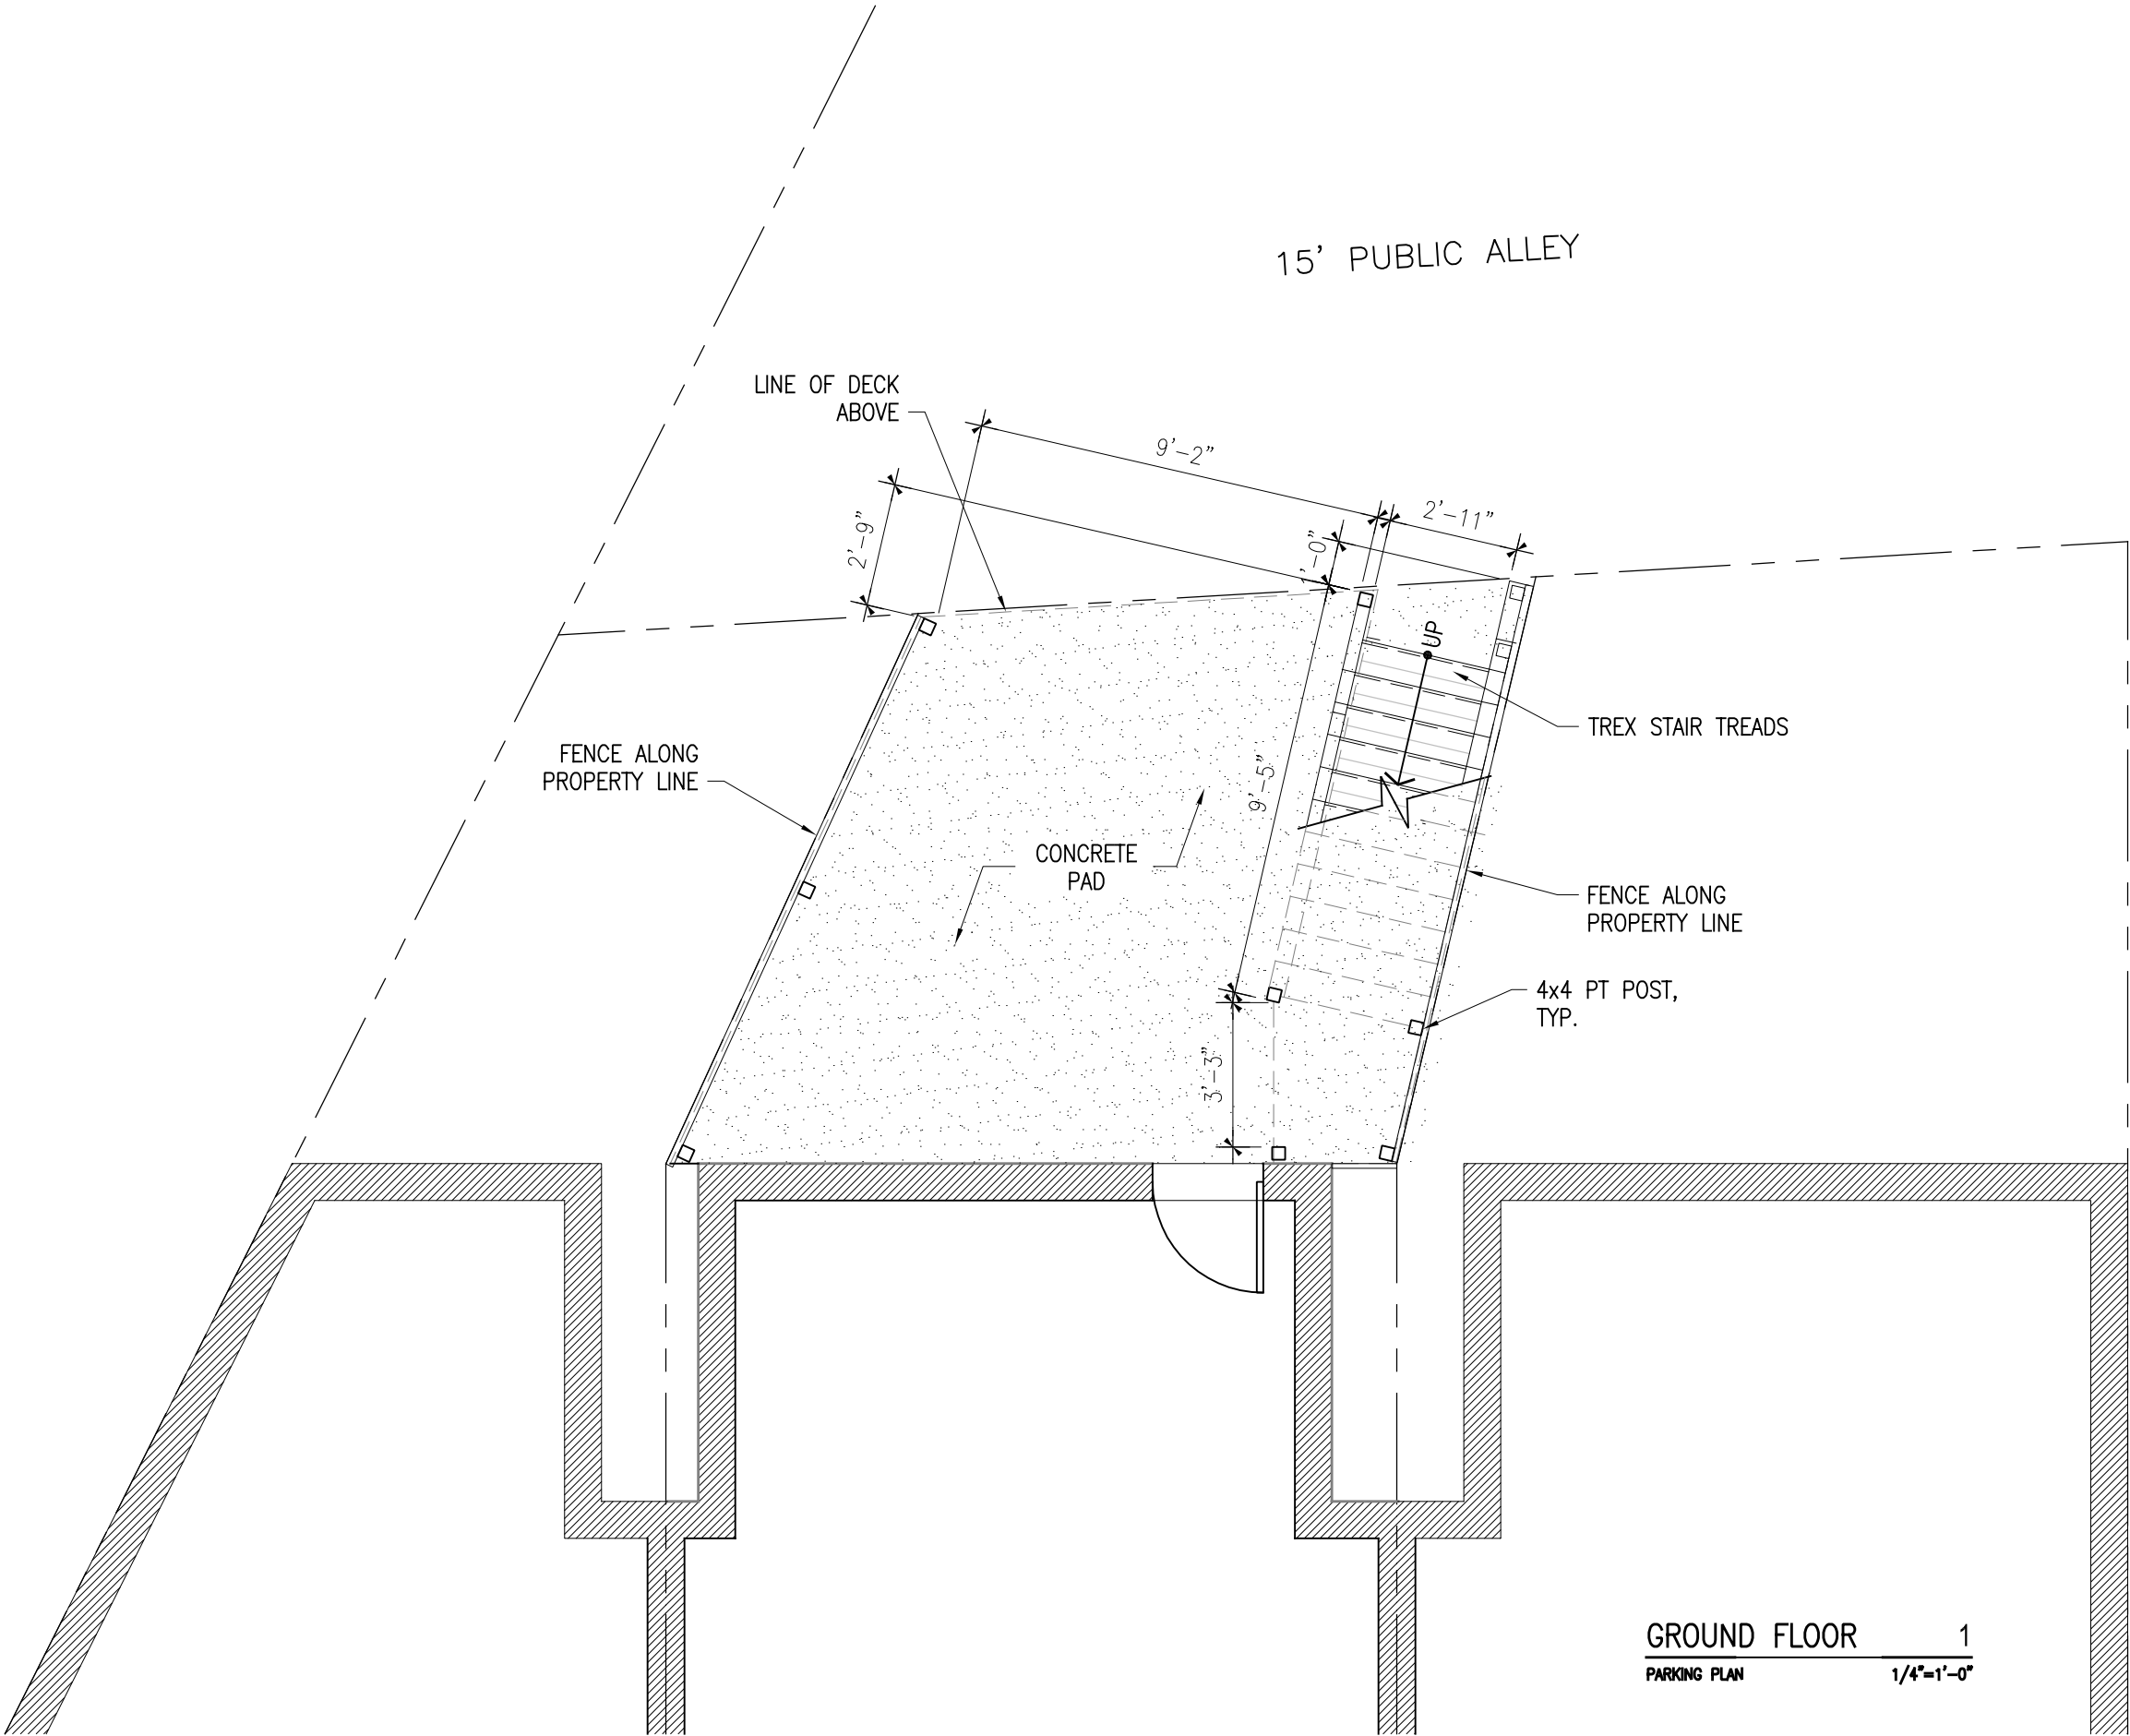 15' PUBLIC ALLEY
LINE OF DECK
ABOVE
9'-2"
2'-11"
2'-9"
1'-0"
UP
TREX STAIR TREADS
FENCE ALONG
PROPERTY LINE
9'-5"
CONCRETE
PAD
FENCE ALONG
PROPERTY LINE
4x4 PT POST,
TYP.
3'-3"
GROUND FLOOR 1
PARKING PLAN 1/4"=1'-0"